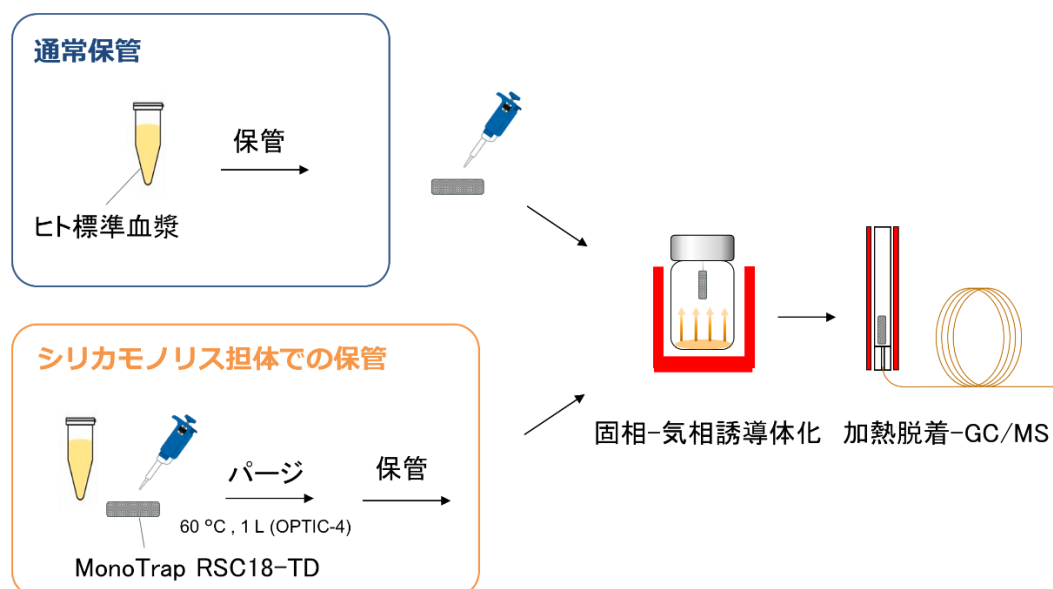 通常保管
保管
ヒト標準血漿
シリカモノリス担体での保管
パージ
保管
60 ºC , 1 L (OPTIC-4)
MonoTrap RSC18-TD
固相-気相誘導体化
加熱脱着-GC/MS